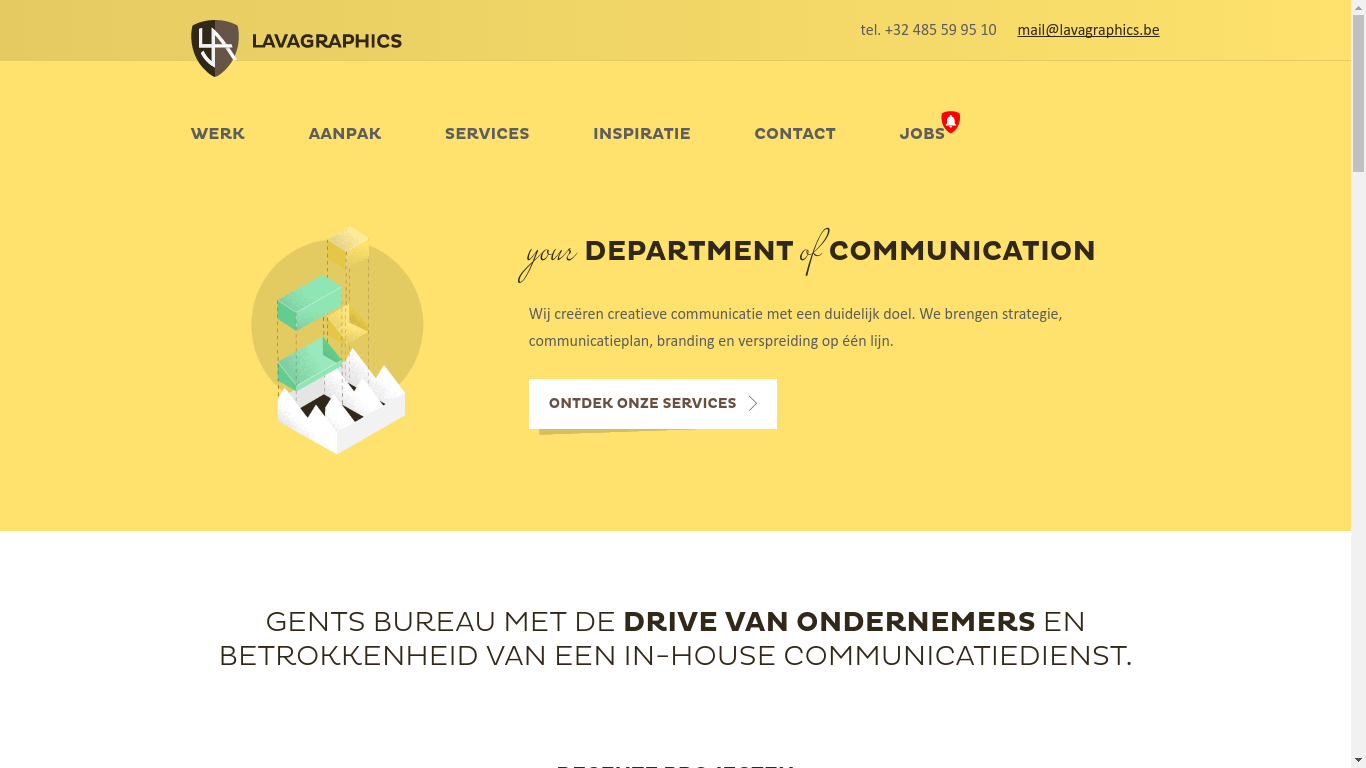 LAVAGRAPHICS
tel. +32 485 59 95 10 mail@lavagraphics.be
WERK AANPAK SERVICES INSPIRATIE CONTACT JOBS
your DEPARTMENT of COMMUNICATION
Wij creëren creatieve communicatie met een duidelijk doel. We brengen strategie,
communicatieplan, branding en verspreiding op één lijn.
ONTDEK ONZE SERVICES
GENTS BUREAU MET DE DRIVE VAN ONDERNEMERS EN
BETROKKENHEID VAN EEN IN-HOUSE COMMUNICATIEDIENST.
RECENTE PROJECTEN